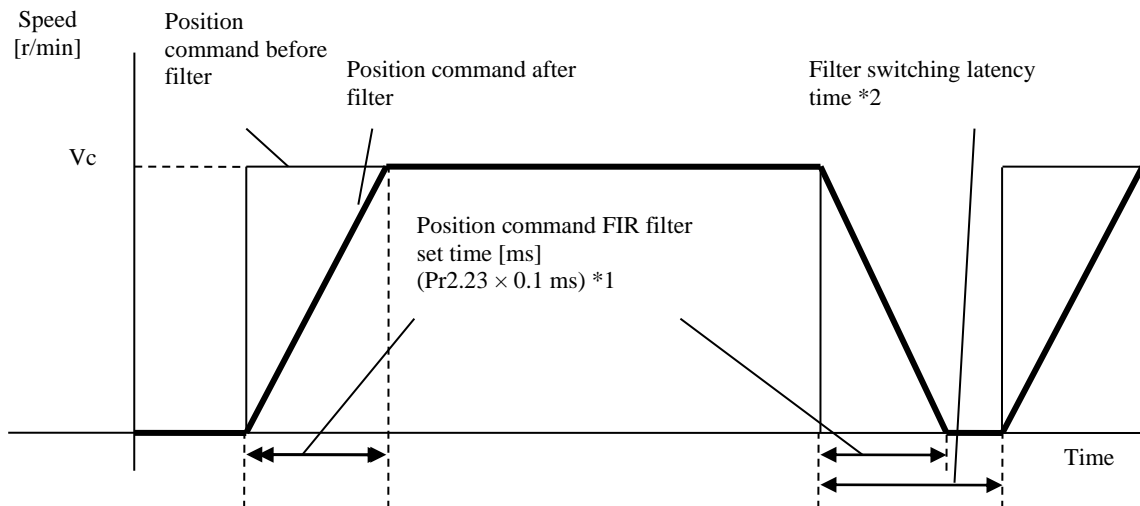 Speed
[r/min]
Position
command before
filter
Position command after
filter
Filter switching latency
time *2
Vc
Position command FIR filter
set time [ms]
(Pr2.23 × 0.1 ms) *1
Time